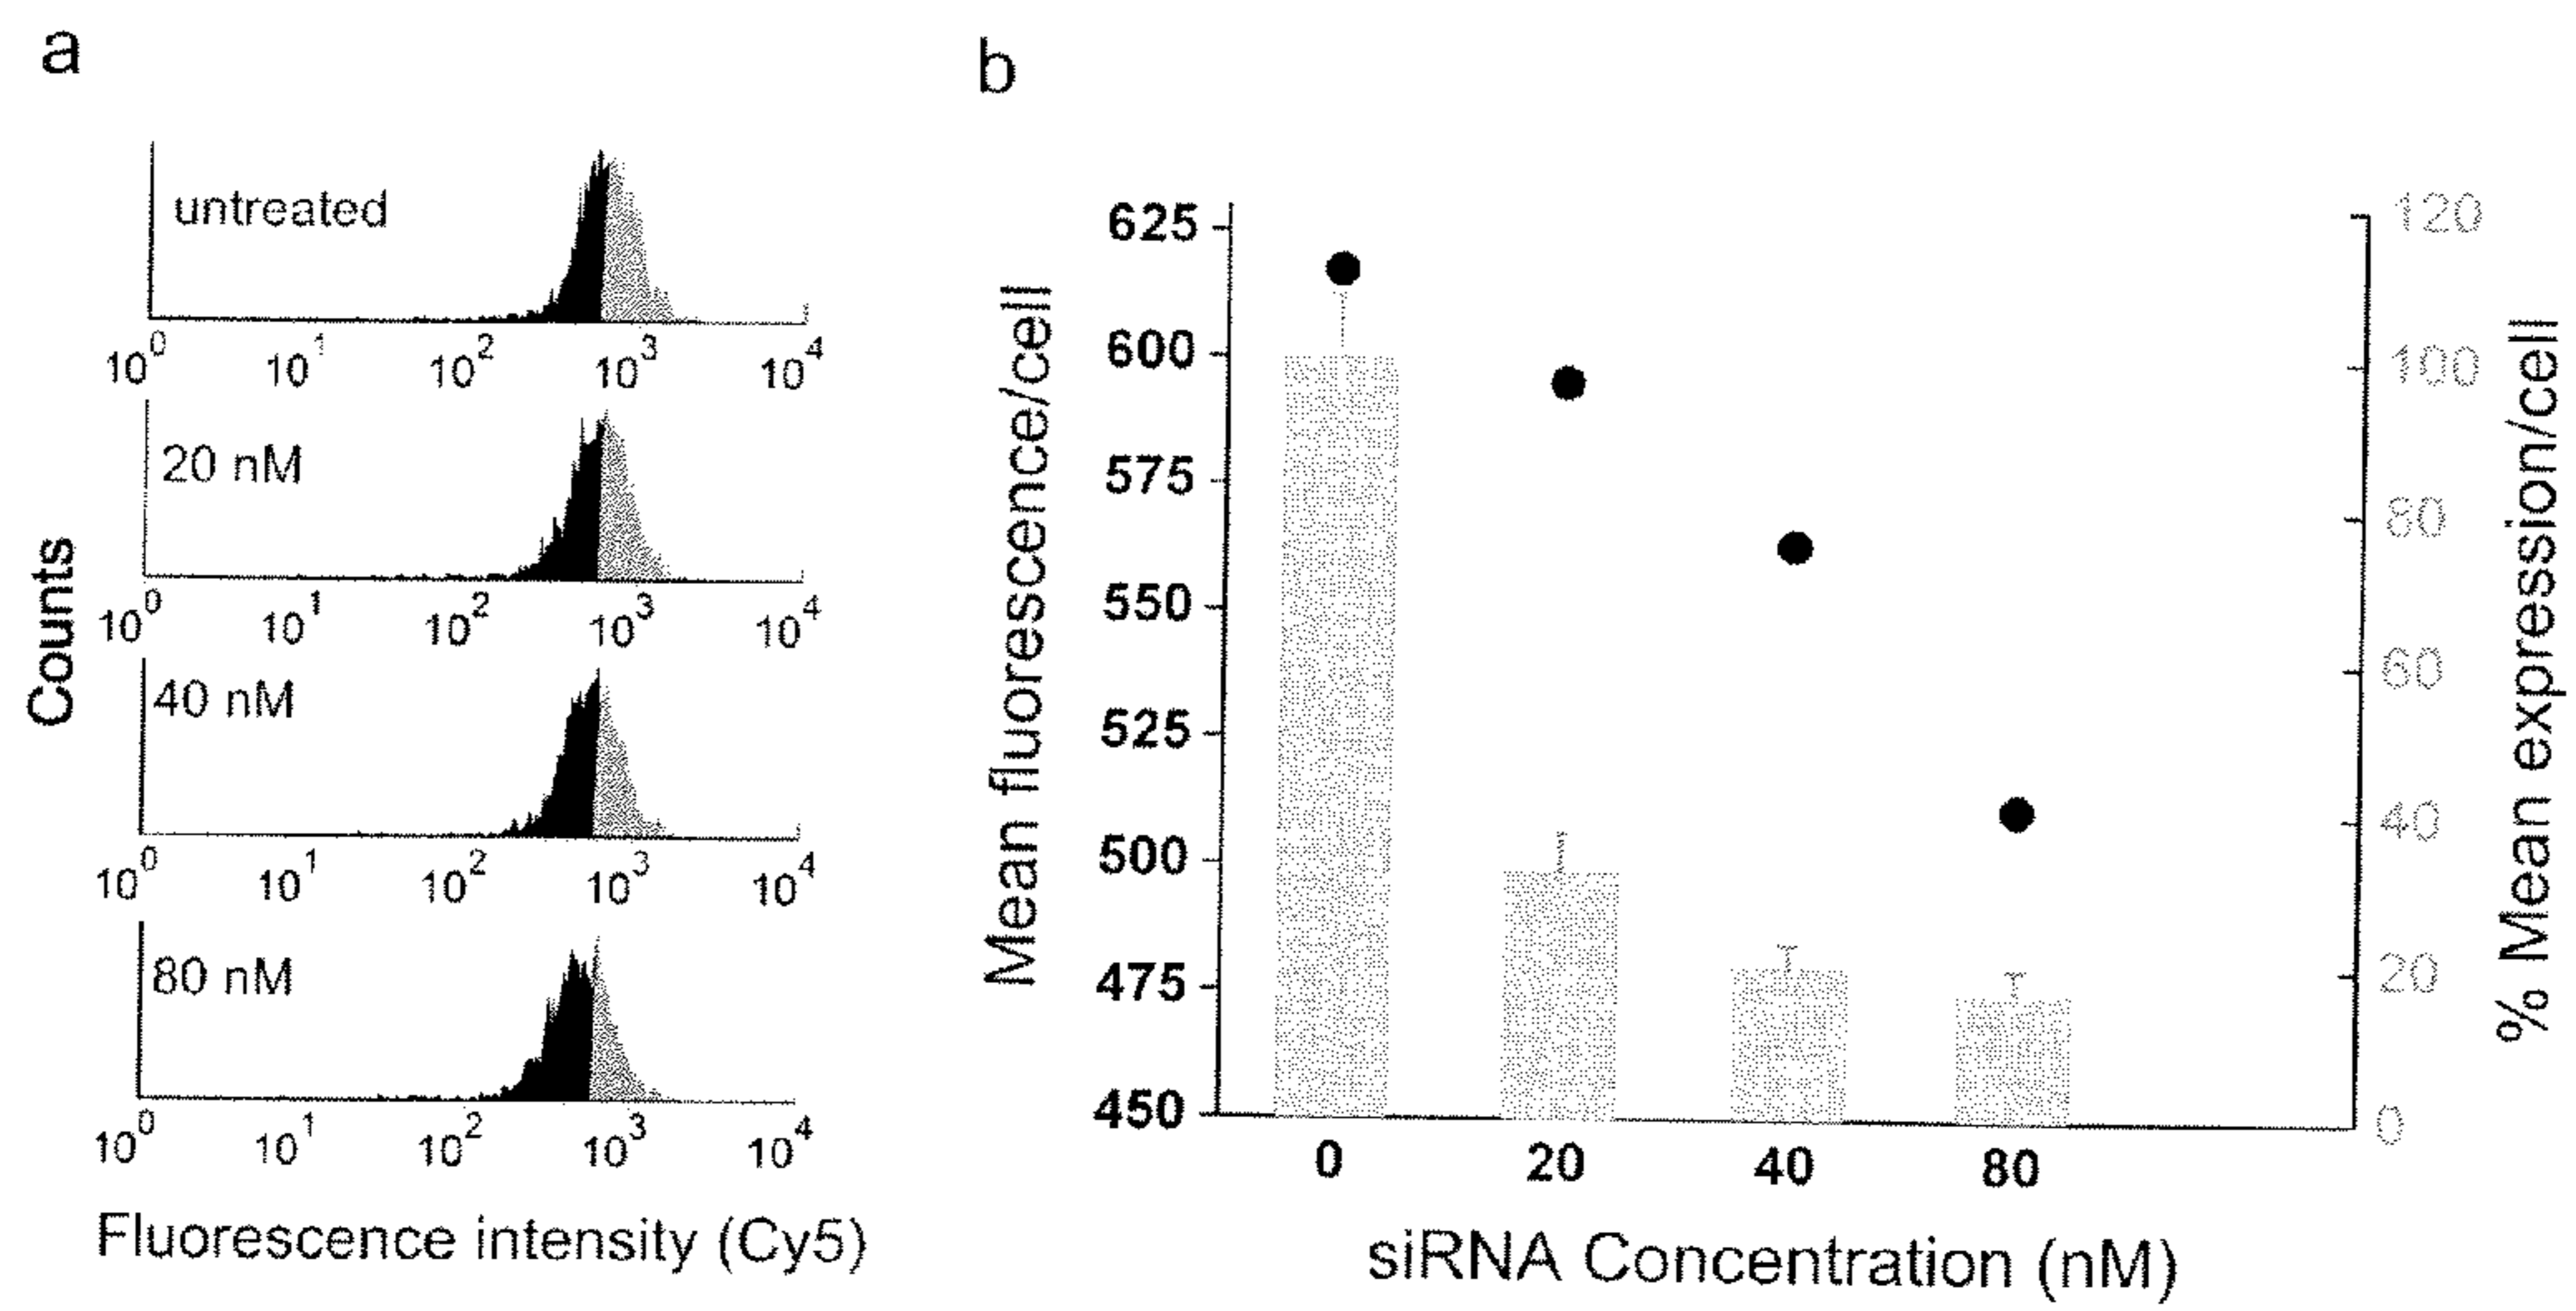 a
untreated
10^0 10^1 10^2 10^3 10^4
20 nM
10^0 10^1 10^2 10^3 10^4
40 nM
10^0 10^1 10^2 10^3 10^4
80 nM
10^0 10^1 10^2 10^3 10^4
Counts
Fluorescence intensity (Cy5)
b
Mean fluorescence/cell
625
600
575
550
525
500
475
450
0 20 40 80
siRNA Concentration (nM)
120
100
80
60
40
20
0
% Mean expression/cell